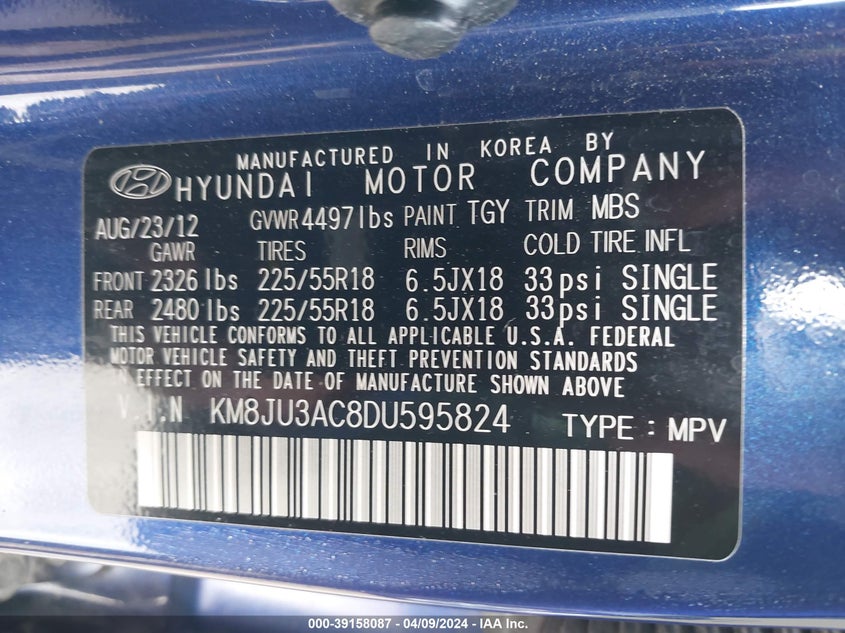 MANUFACTURED IN KOREA BY
HYUNDAI MOTOR COMPANY
AUG/23/12 GVWR 4497lbs PAINT TGY TRIM MBS
GAWR TIRES RIMS COLD TIRE INFL
FRONT 2326 lbs 225/55R18 6.5JX18 33psi SINGLE
REAR 2480 lbs 225/55R18 6.5JX18 33psi SINGLE
THIS VEHICLE CONFORMS TO ALL APPLICABLE U.S.A. FEDERAL
MOTOR VEHICLE SAFETY AND THEFT PREVENTION STANDARDS
IN EFFECT ON THE DATE OF MANUFACTURE SHOWN ABOVE
V.I.N KM8JU3AC8DU595824 TYPE : MPV
000-39158087 - 04/09/2024 - IAA Inc.